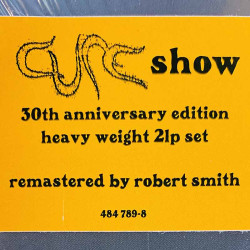 CURE show
30th anniversary edition
heavy weight 2lp set
remastered by robert smith
484 789-8